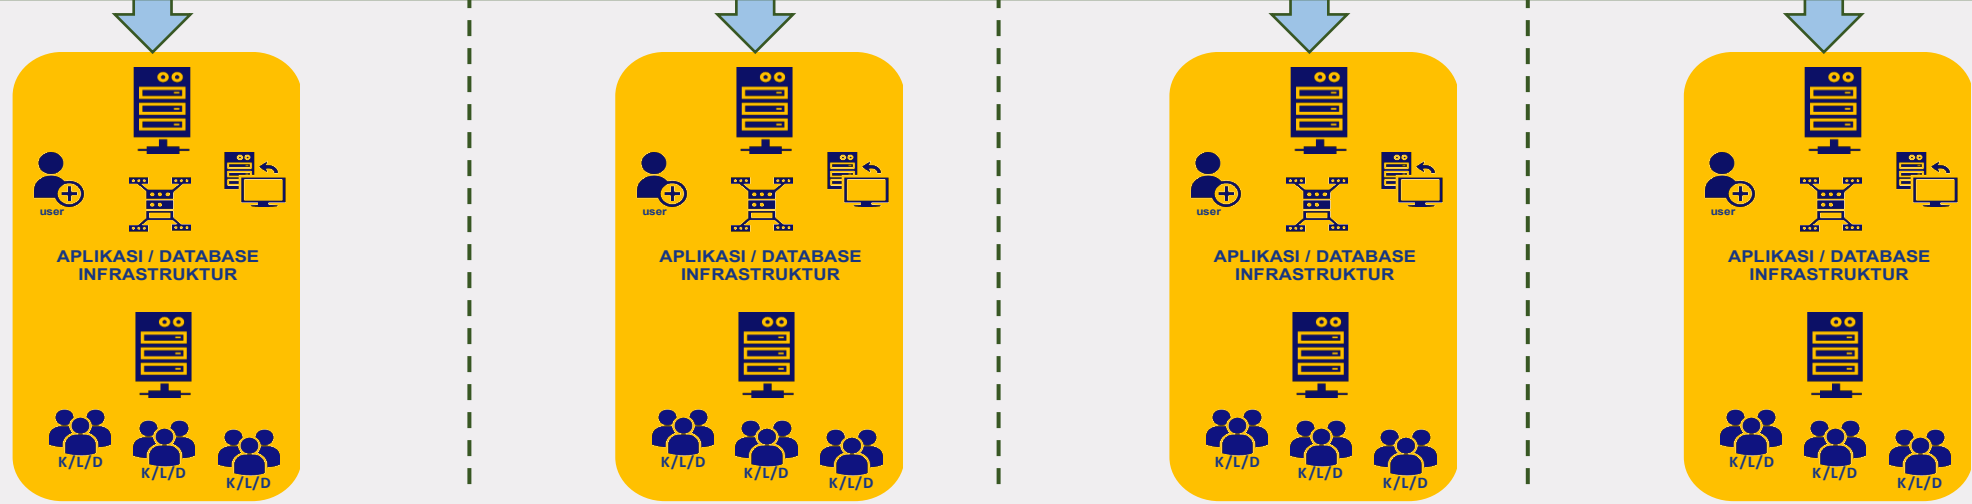 user
APLIKASI / DATABASE
INFRASTRUKTUR
K/L/D
K/L/D
K/L/D
user
APLIKASI / DATABASE
INFRASTRUKTUR
K/L/D
K/L/D
K/L/D
user
APLIKASI / DATABASE
INFRASTRUKTUR
K/L/D
K/L/D
K/L/D
user
APLIKASI / DATABASE
INFRASTRUKTUR
K/L/D
K/L/D
K/L/D